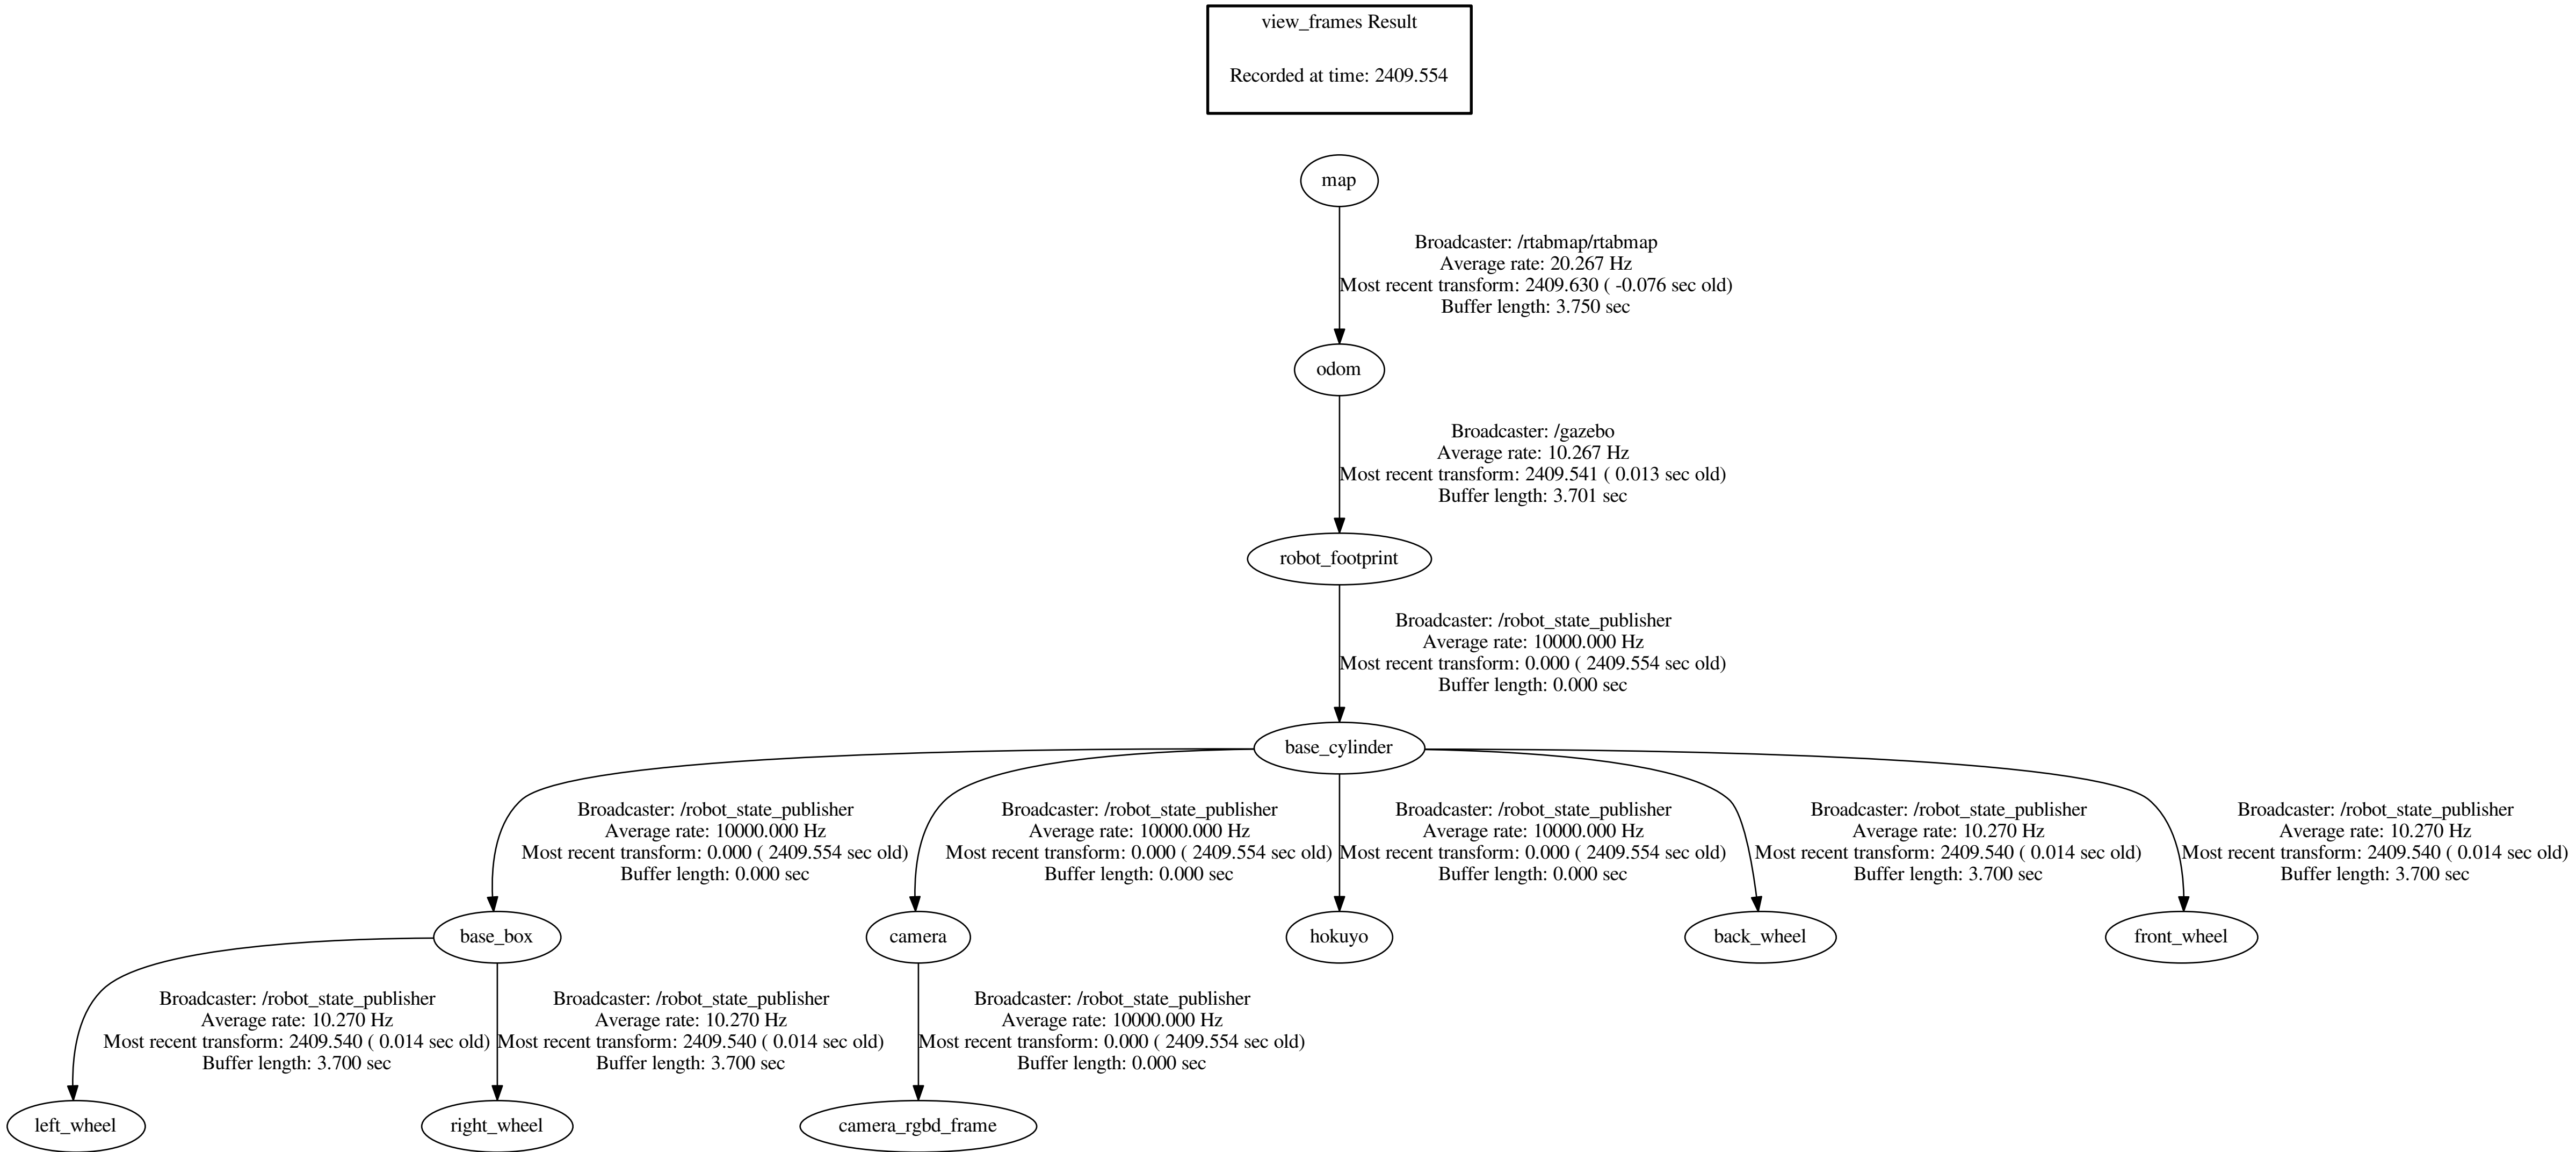 view_frames Result
Recorded at time: 2409.554
map
Broadcaster: /rtabmap/rtabmap
Average rate: 20.267 Hz
Most recent transform: 2409.630 ( -0.076 sec old)
Buffer length: 3.750 sec
odom
Broadcaster: /gazebo
Average rate: 10.267 Hz
Most recent transform: 2409.541 ( 0.013 sec old)
Buffer length: 3.701 sec
robot_footprint
Broadcaster: /robot_state_publisher
Average rate: 10000.000 Hz
Most recent transform: 0.000 ( 2409.554 sec old)
Buffer length: 0.000 sec
base_cylinder
Broadcaster: /robot_state_publisher
Average rate: 10000.000 Hz
Most recent transform: 0.000 ( 2409.554 sec old)
Buffer length: 0.000 sec
Broadcaster: /robot_state_publisher
Average rate: 10000.000 Hz
Most recent transform: 0.000 ( 2409.554 sec old)
Buffer length: 0.000 sec
Broadcaster: /robot_state_publisher
Average rate: 10000.000 Hz
Most recent transform: 0.000 ( 2409.554 sec old)
Buffer length: 0.000 sec
Broadcaster: /robot_state_publisher
Average rate: 10.270 Hz
Most recent transform: 2409.540 ( 0.014 sec old)
Buffer length: 3.700 sec
Broadcaster: /robot_state_publisher
Average rate: 10.270 Hz
Most recent transform: 2409.540 ( 0.014 sec old)
Buffer length: 3.700 sec
base_box
camera
hokuyo
back_wheel
front_wheel
Broadcaster: /robot_state_publisher
Average rate: 10.270 Hz
Most recent transform: 2409.540 ( 0.014 sec old)
Buffer length: 3.700 sec
Broadcaster: /robot_state_publisher
Average rate: 10.270 Hz
Most recent transform: 2409.540 ( 0.014 sec old)
Buffer length: 3.700 sec
Broadcaster: /robot_state_publisher
Average rate: 10000.000 Hz
Most recent transform: 0.000 ( 2409.554 sec old)
Buffer length: 0.000 sec
left_wheel
right_wheel
camera_rgbd_frame